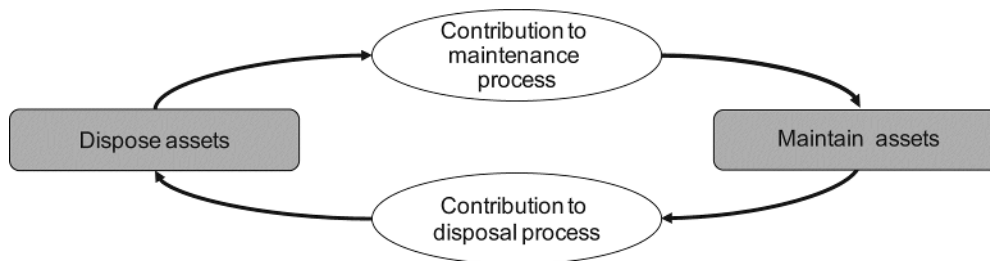 Contribution to
maintenance
process
Dispose assets
Maintain assets
Contribution to
disposal process